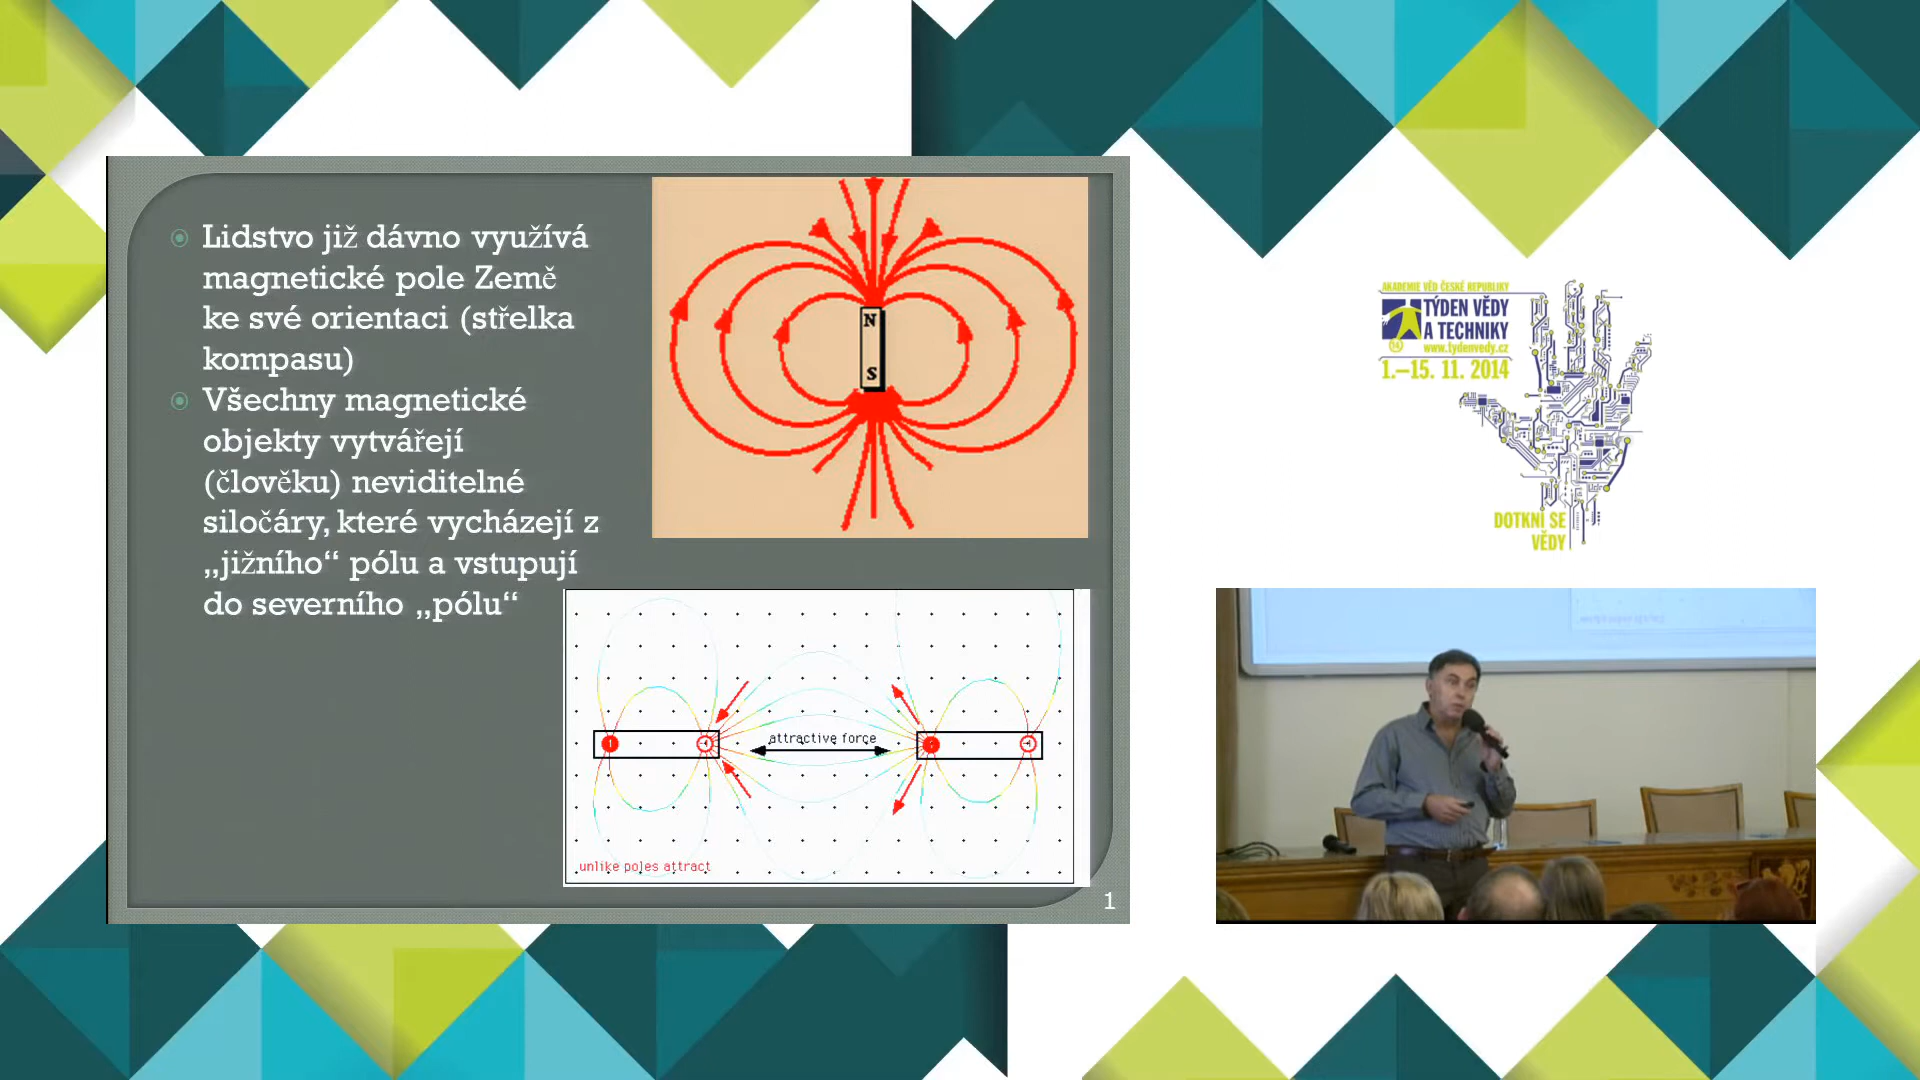 Lidstvo již dávno využívá
magnetické pole Země
ke své orientaci (střelka
kompasu)
Všechny magnetické
objekty vytvářejí
(člověku) neviditelné
siločáry, které vycházejí z
„jižního“ pólu a vstupují
do severního „pólu“
N
S
attractive force
unlike poles attract
1
AKADEMIE VĚD ČESKÉ REPUBLIKY
TÝDEN VĚDY
A TECHNIKY
www.tydenvedy.cz
1.–15. 11. 2014
DOTKNI SE
VĚDY